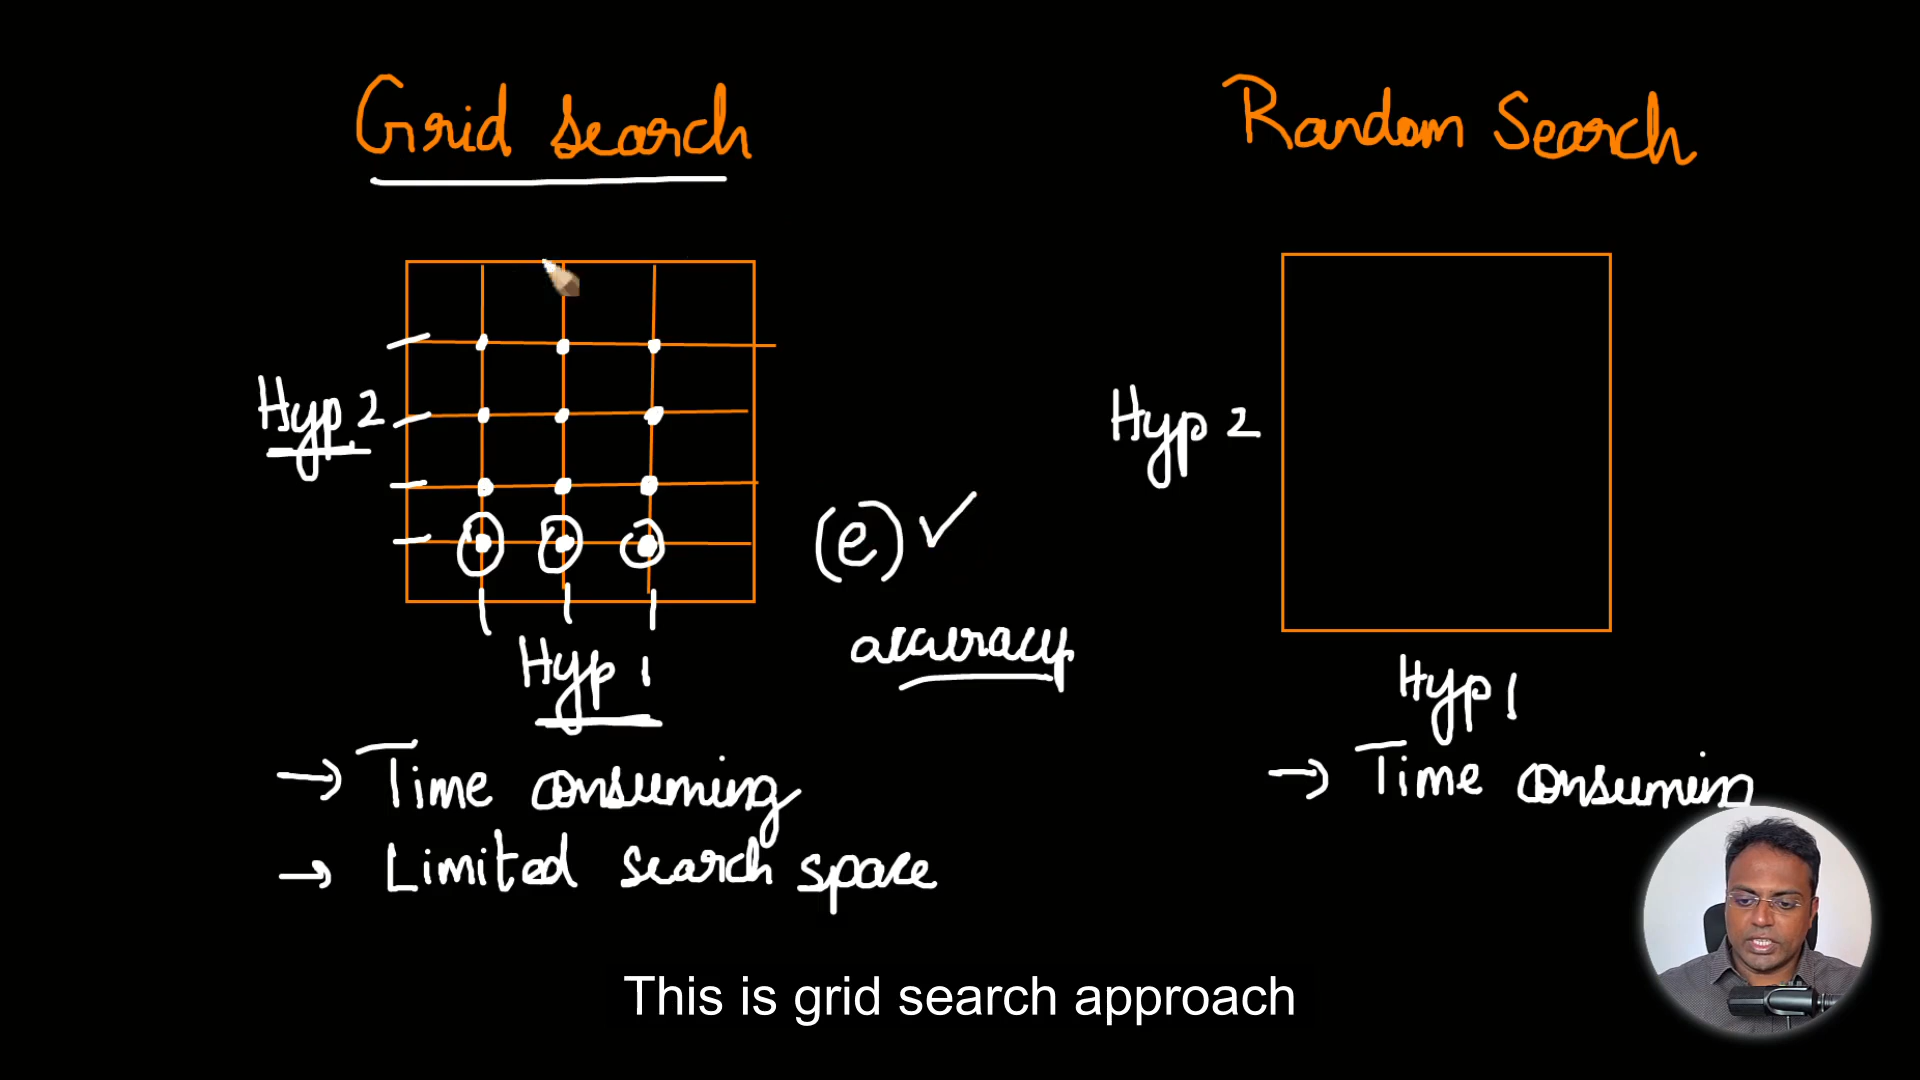 Grid Search
Hyp 2
Hyp 1
(e) ✓
accuracy
→ Time consuming
→ Limited search space
Random Search
Hyp 2
Hyp 1
→ Time consuming
This is grid search approach